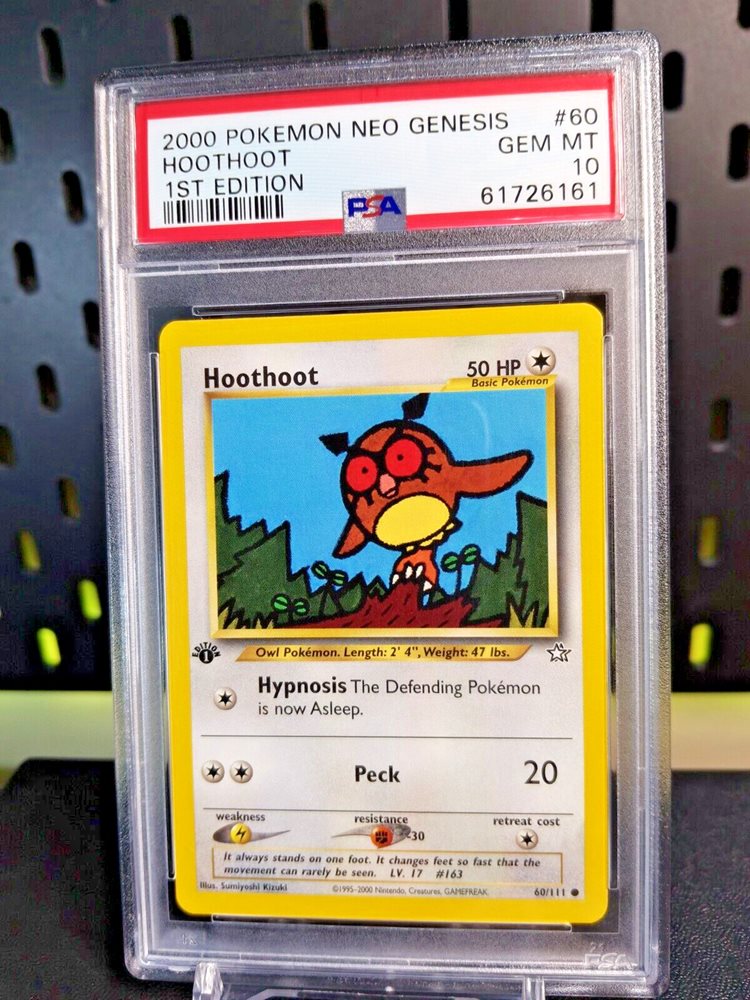 2000 POKEMON NEO GENESIS #60
HOOTHOOT GEM MT
1ST EDITION 10
PSA 61726161
Hoothoot 50 HP
Basic Pokémon
EDITION 1
Owl Pokémon. Length: 2' 4", Weight: 47 lbs.
Hypnosis The Defending Pokémon
is now Asleep.
Peck 20
weakness resistance retreat cost
-30
It always stands on one foot. It changes feet so fast that the
movement can rarely be seen. LV. 17 #163
Illus. Sumiyoshi Kizuki ©1995-2000 Nintendo, Creatures, GAMEFREAK. 60/111
PSA